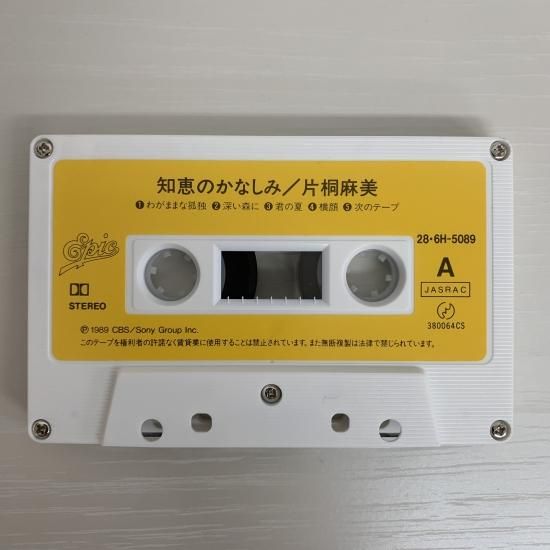 知恵のかなしみ/片桐麻美
❶わがままな孤独 ❷深い森に ❸君の夏 ❹横顔 ❺次のテープ
Epic
28・6H-5089
A
JASRAC
380064CS
STEREO
Ⓟ1989 CBS/Sony Group Inc.
このテープを権利者の許諾なく賃貸業に使用することは禁止されています。また無断複製は法律で禁じられています。